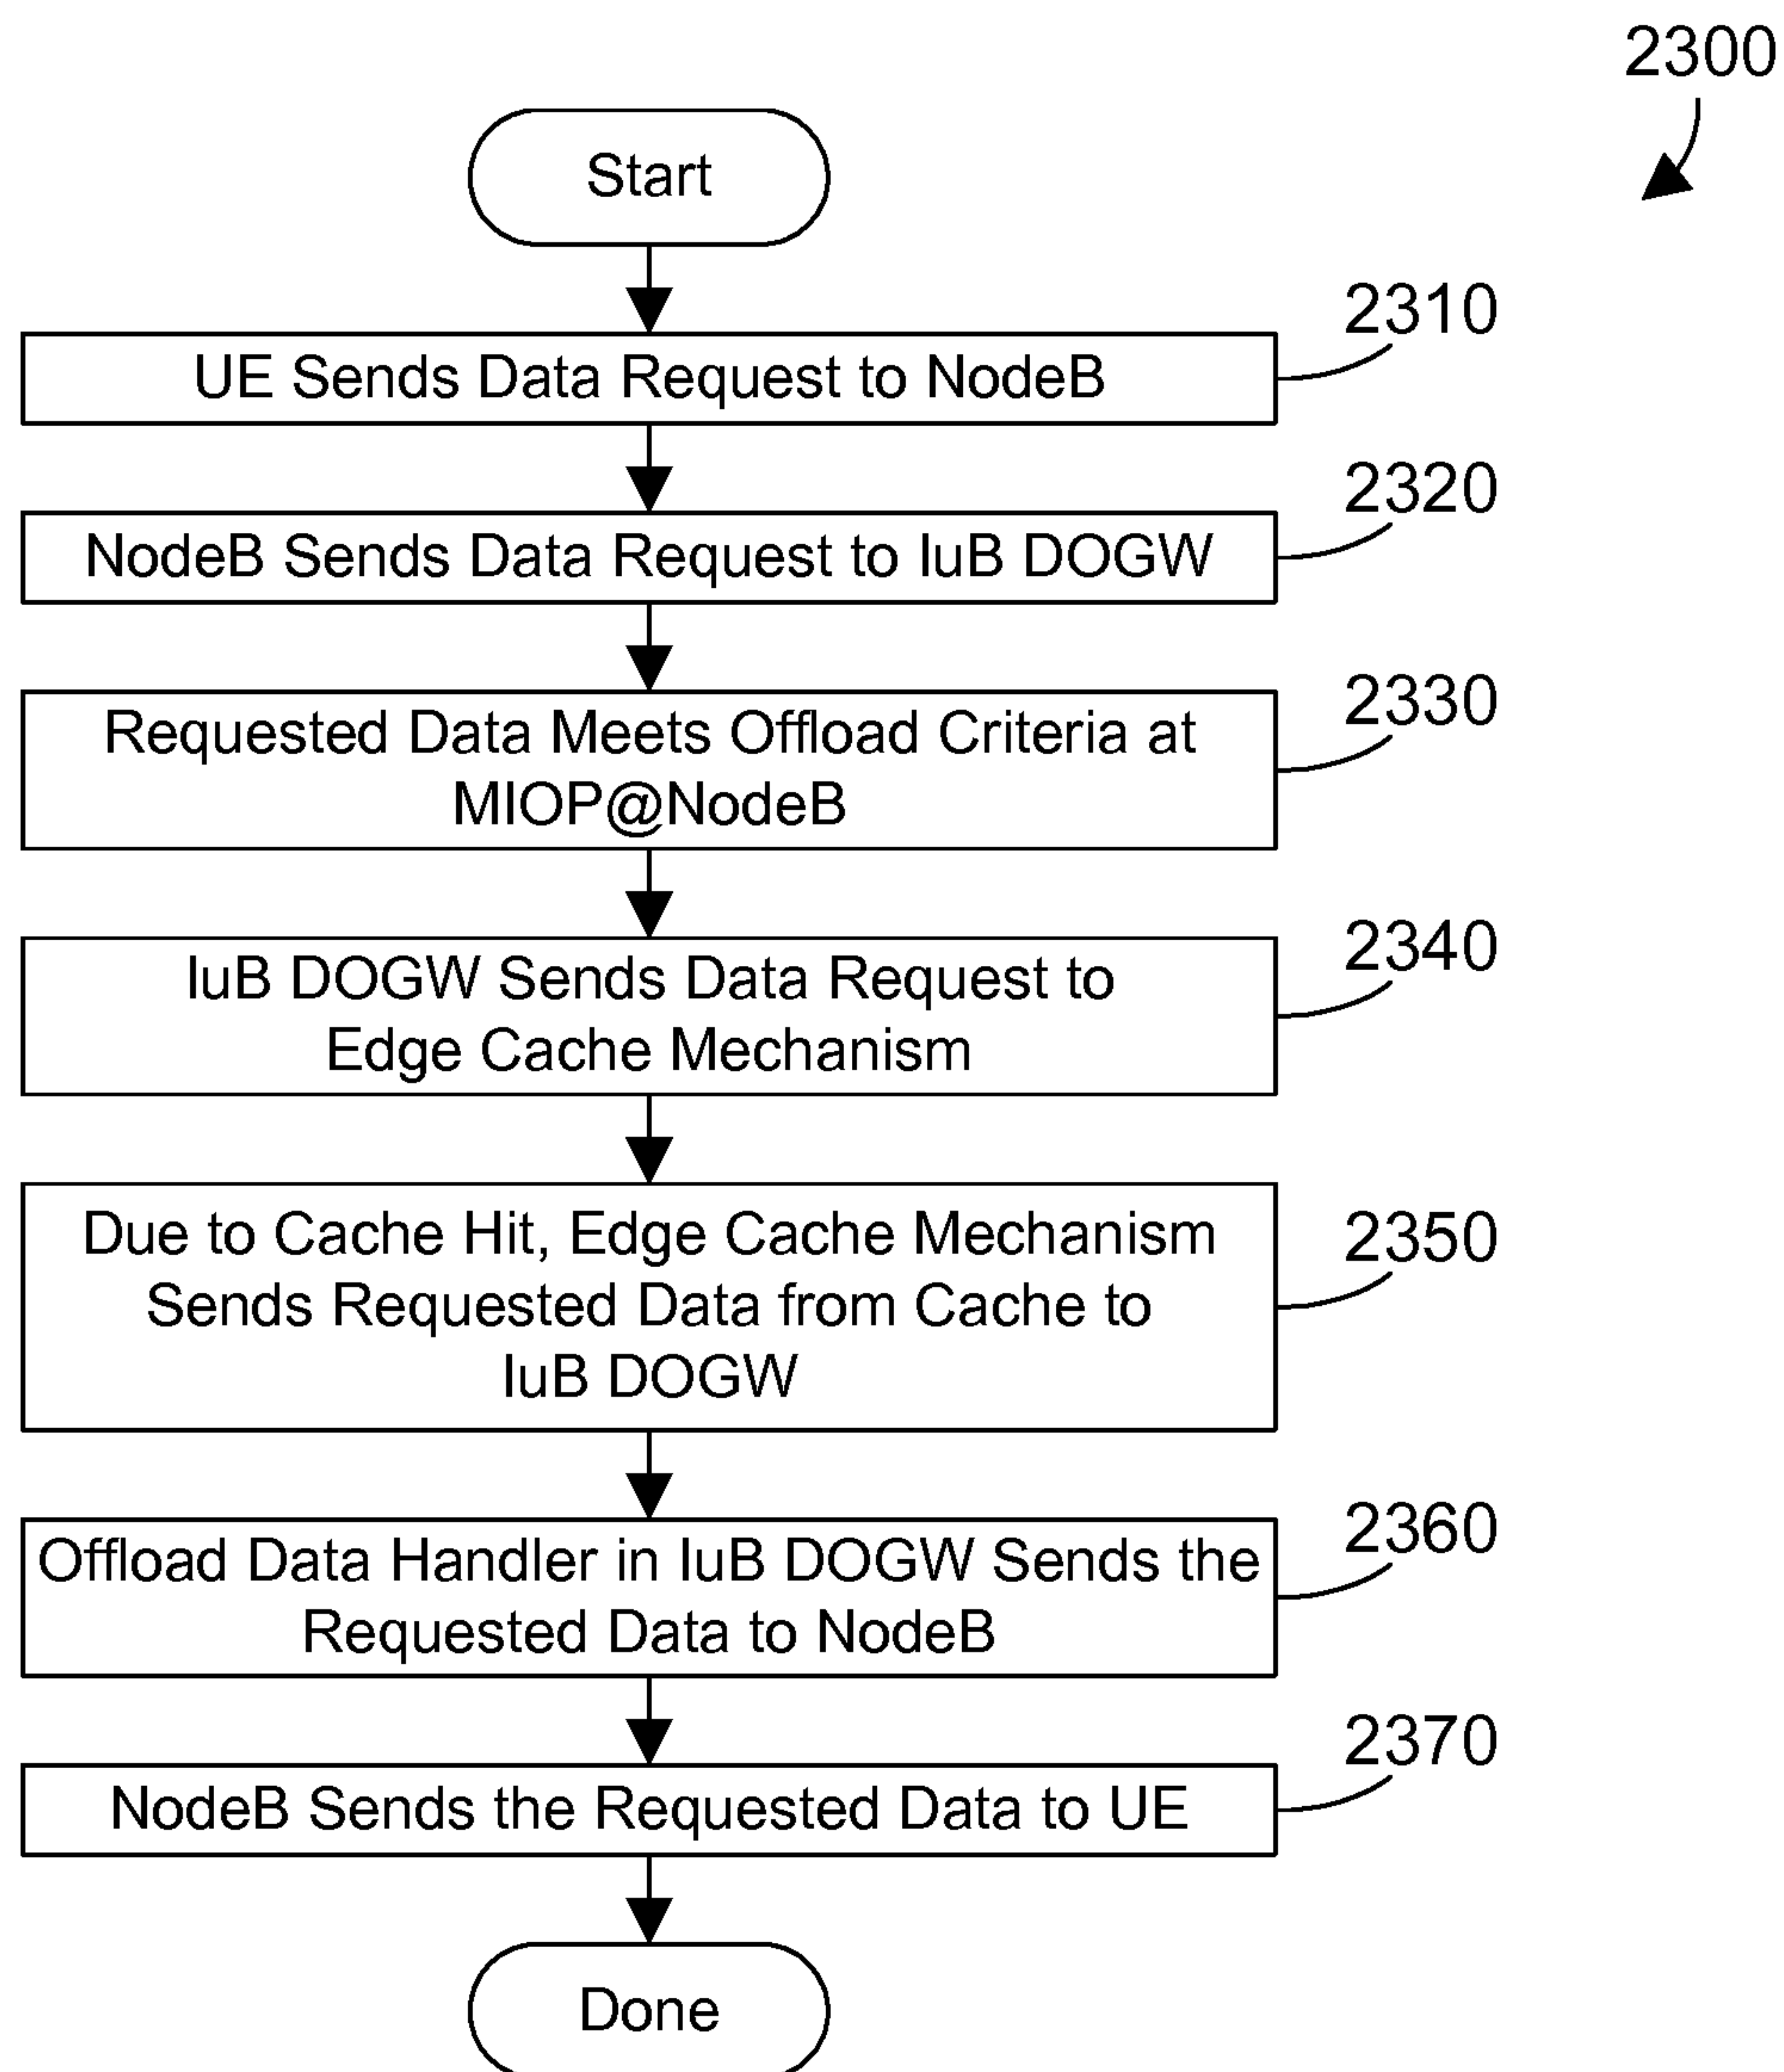 2300
Start
2310
UE Sends Data Request to NodeB
2320
NodeB Sends Data Request to IuB DOGW
2330
Requested Data Meets Offload Criteria at
MIOP@NodeB
2340
IuB DOGW Sends Data Request to
Edge Cache Mechanism
2350
Due to Cache Hit, Edge Cache Mechanism
Sends Requested Data from Cache to
IuB DOGW
2360
Offload Data Handler in IuB DOGW Sends the
Requested Data to NodeB
2370
NodeB Sends the Requested Data to UE
Done